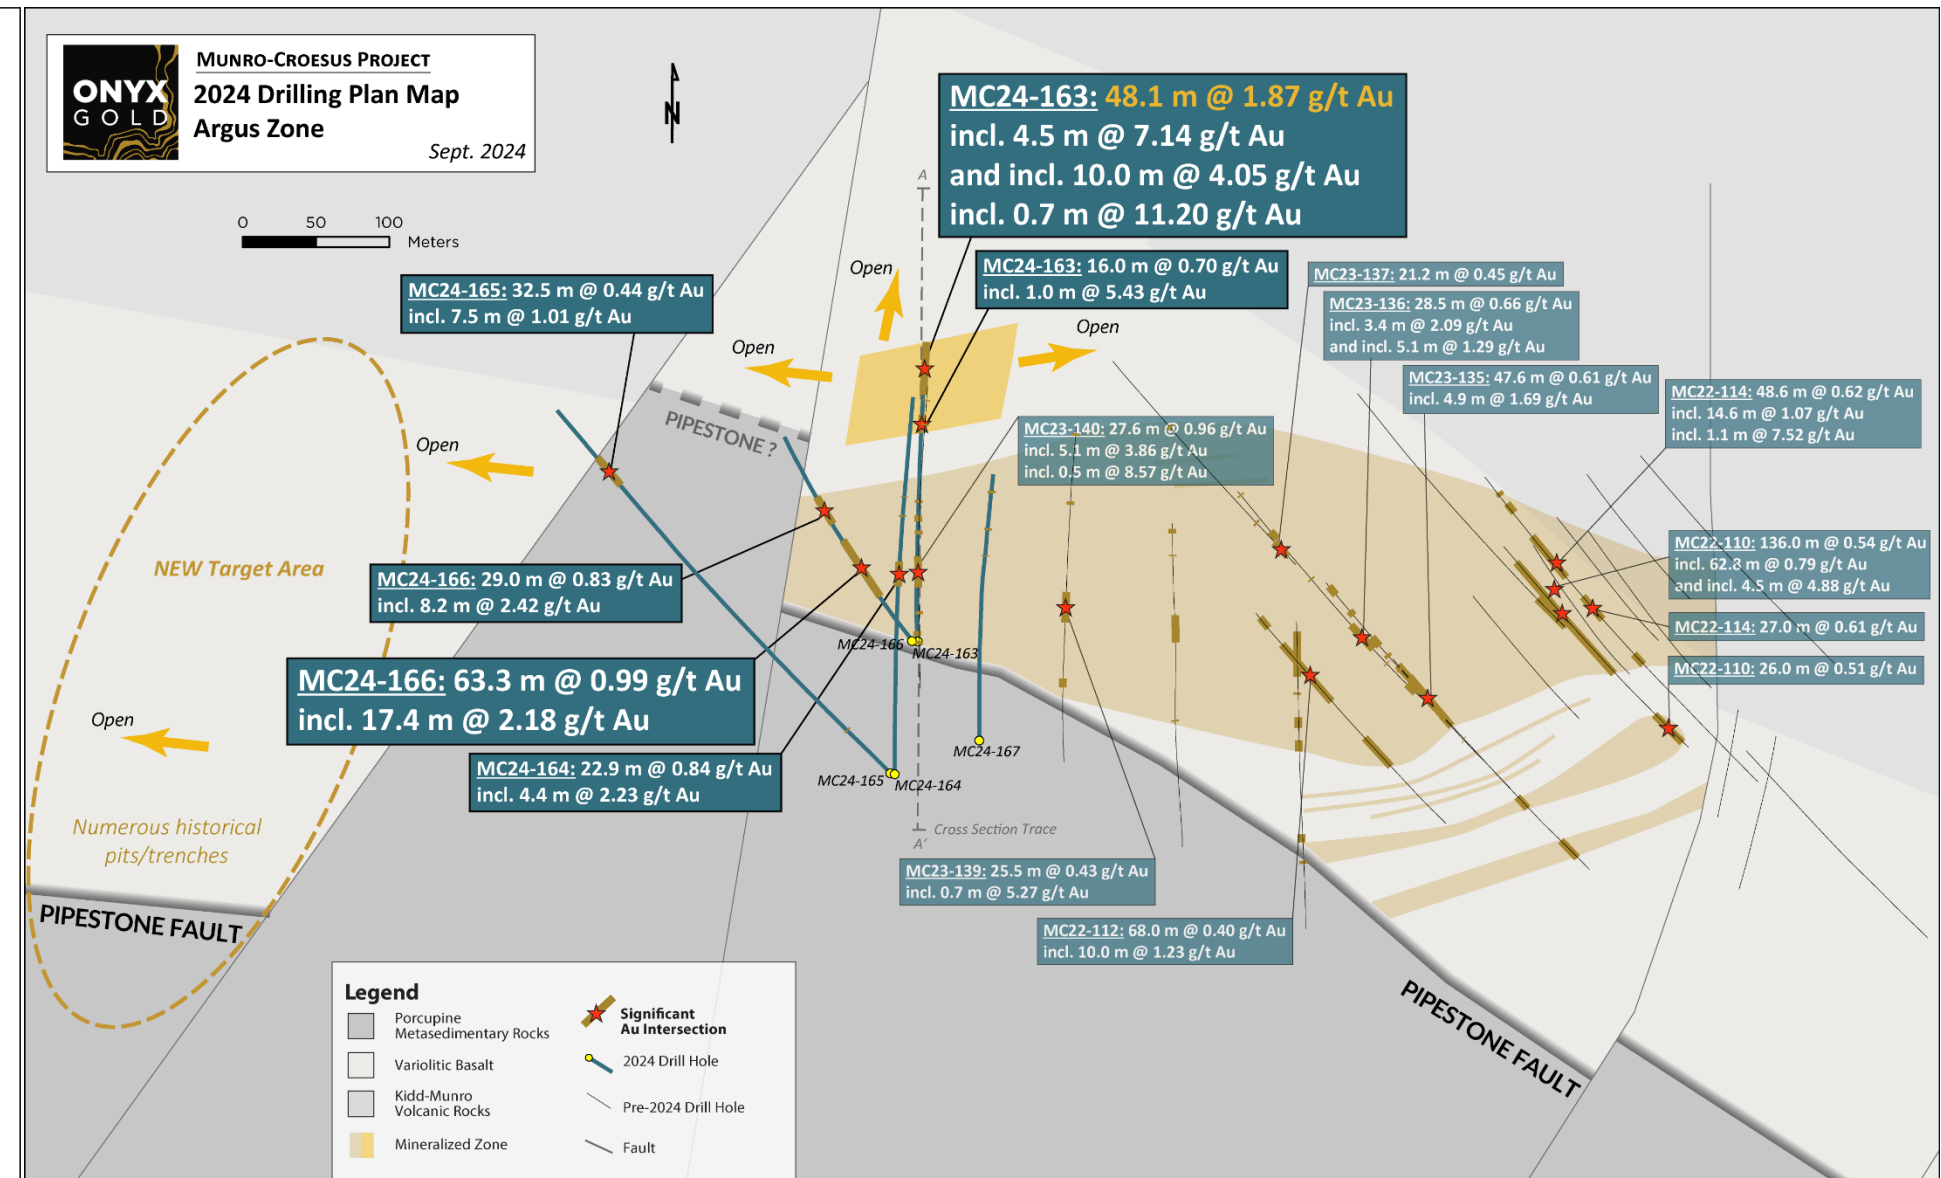 ONYX
GOLD
MUNRO-CROESUS PROJECT
2024 Drilling Plan Map
Argus Zone
Sept. 2024
N
0 50 100
Meters
A
MC24-163: 48.1 m @ 1.87 g/t Au
incl. 4.5 m @ 7.14 g/t Au
and incl. 10.0 m @ 4.05 g/t Au
incl. 0.7 m @ 11.20 g/t Au
MC24-163: 16.0 m @ 0.70 g/t Au
incl. 1.0 m @ 5.43 g/t Au
MC24-165: 32.5 m @ 0.44 g/t Au
incl. 7.5 m @ 1.01 g/t Au
Open
Open
Open
Open
Open
MC23-137: 21.2 m @ 0.45 g/t Au
MC23-136: 28.5 m @ 0.66 g/t Au
incl. 3.4 m @ 2.09 g/t Au
and incl. 5.1 m @ 1.29 g/t Au
MC23-135: 47.6 m @ 0.61 g/t Au
incl. 4.9 m @ 1.69 g/t Au
MC22-114: 48.6 m @ 0.62 g/t Au
incl. 14.6 m @ 1.07 g/t Au
incl. 1.1 m @ 7.52 g/t Au
PIPESTONE ?
MC23-140: 27.6 m @ 0.96 g/t Au
incl. 5.1 m @ 3.86 g/t Au
incl. 0.5 m @ 8.57 g/t Au
MC22-110: 136.0 m @ 0.54 g/t Au
incl. 62.8 m @ 0.79 g/t Au
and incl. 4.5 m @ 4.88 g/t Au
MC22-114: 27.0 m @ 0.61 g/t Au
MC22-110: 26.0 m @ 0.51 g/t Au
NEW Target Area
MC24-166: 29.0 m @ 0.83 g/t Au
incl. 8.2 m @ 2.42 g/t Au
MC24-166
MC24-163
MC24-166: 63.3 m @ 0.99 g/t Au
incl. 17.4 m @ 2.18 g/t Au
MC24-164: 22.9 m @ 0.84 g/t Au
incl. 4.4 m @ 2.23 g/t Au
MC24-167
MC24-165
MC24-164
Numerous historical
pits/trenches
Cross Section Trace
A'
MC23-139: 25.5 m @ 0.43 g/t Au
incl. 0.7 m @ 5.27 g/t Au
MC22-112: 68.0 m @ 0.40 g/t Au
incl. 10.0 m @ 1.23 g/t Au
PIPESTONE FAULT
PIPESTONE FAULT
Legend
Porcupine
Metasedimentary Rocks
Variolitic Basalt
Kidd-Munro
Volcanic Rocks
Mineralized Zone
Significant
Au Intersection
2024 Drill Hole
Pre-2024 Drill Hole
Fault